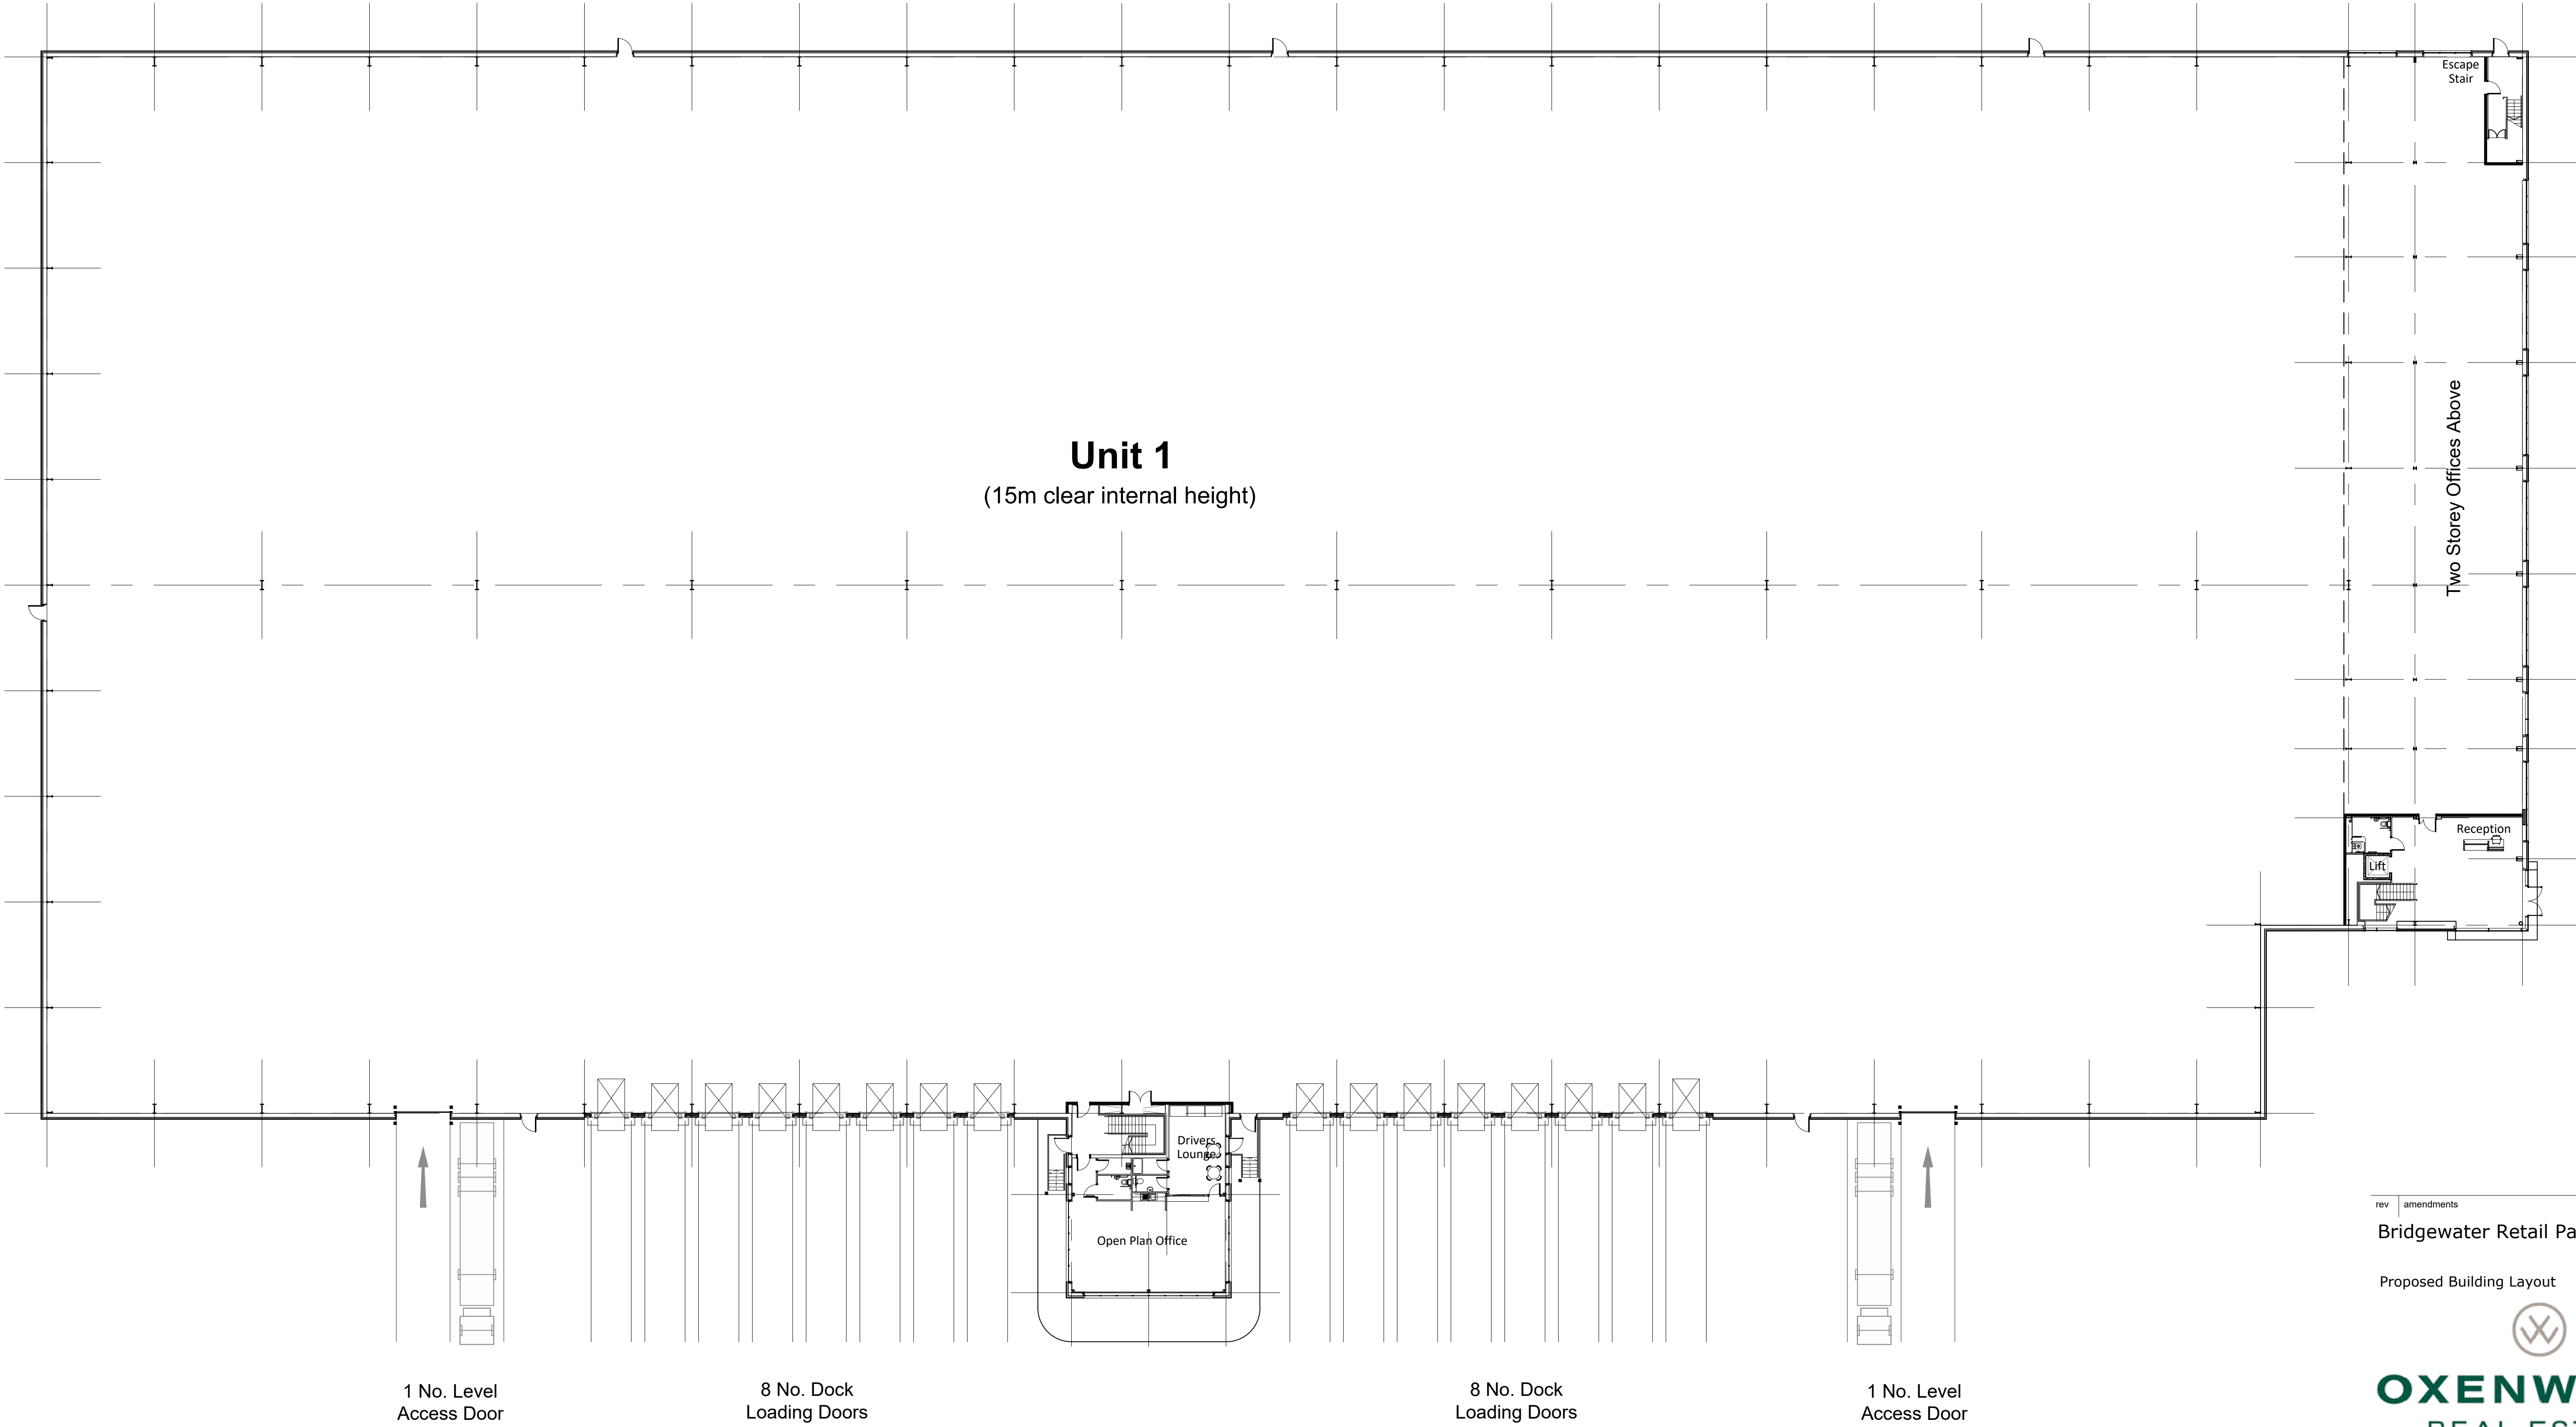 Escape
Stair
Unit 1
(15m clear internal height)
Two Storey Offices Above
Reception
Lift
Drivers
Lounge
Open Plan Office
rev amendments
Bridgewater Retail Pa
Proposed Building Layout
OXENW
1 No. Level
Access Door
8 No. Dock
Loading Doors
8 No. Dock
Loading Doors
1 No. Level
Access Door